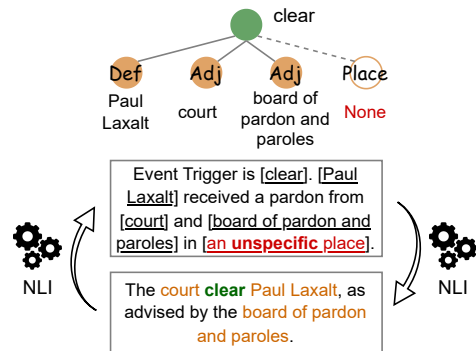 clear
Def Adj Adj Place
Paul Laxalt court board of pardon and paroles None
Event Trigger is [clear]. [Paul
Laxalt] received a pardon from
[court] and [board of pardon and
paroles] in [an unspecific place].
NLI NLI
The court clear Paul Laxalt, as
advised by the board of pardon
and paroles.